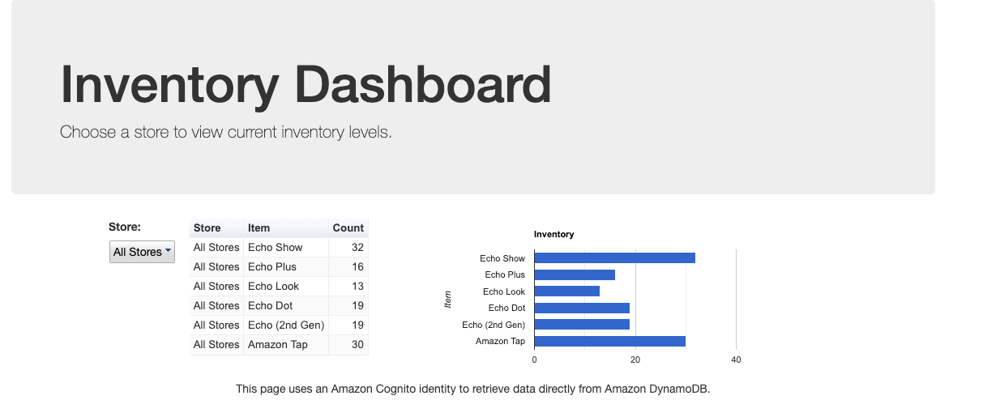 Inventory Dashboard
Choose a store to view current inventory levels.
Store:
All Stores
Store Item Count
All Stores Echo Show 32
All Stores Echo Plus 16
All Stores Echo Look 13
All Stores Echo Dot 19
All Stores Echo (2nd Gen) 19
All Stores Amazon Tap 30
Inventory
Item
Echo Show
Echo Plus
Echo Look
Echo Dot
Echo (2nd Gen)
Amazon Tap
0 20 40
This page uses an Amazon Cognito identity to retrieve data directly from Amazon DynamoDB.